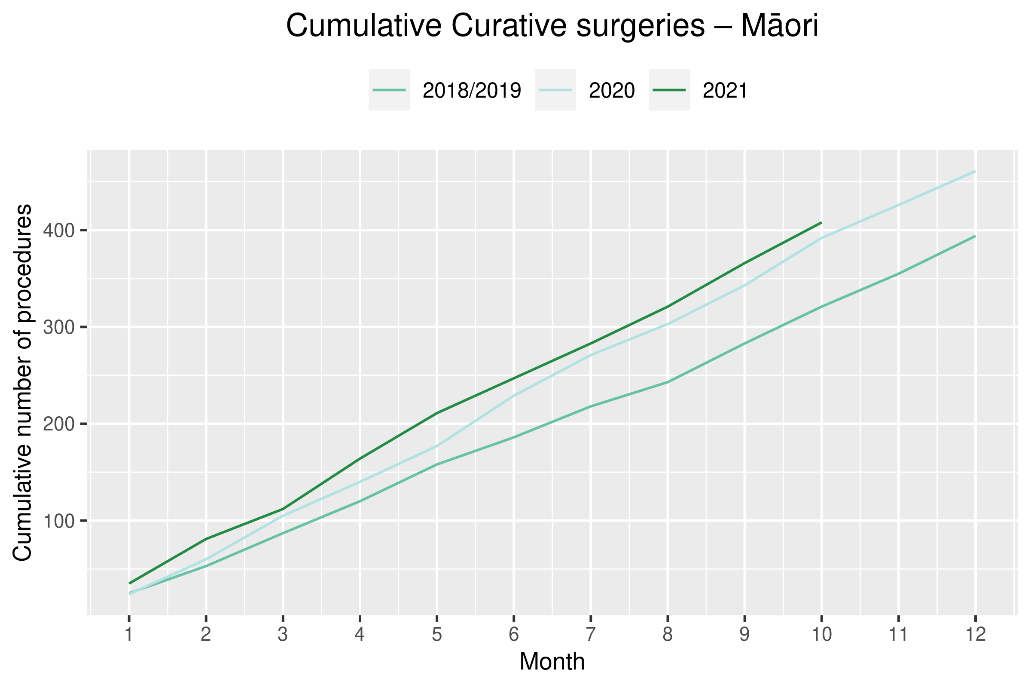 Cumulative Curative surgeries – Māori
2018/2019 2020 2021
Cumulative number of procedures
400
300
200
100
1 2 3 4 5 6 7 8 9 10 11 12
Month